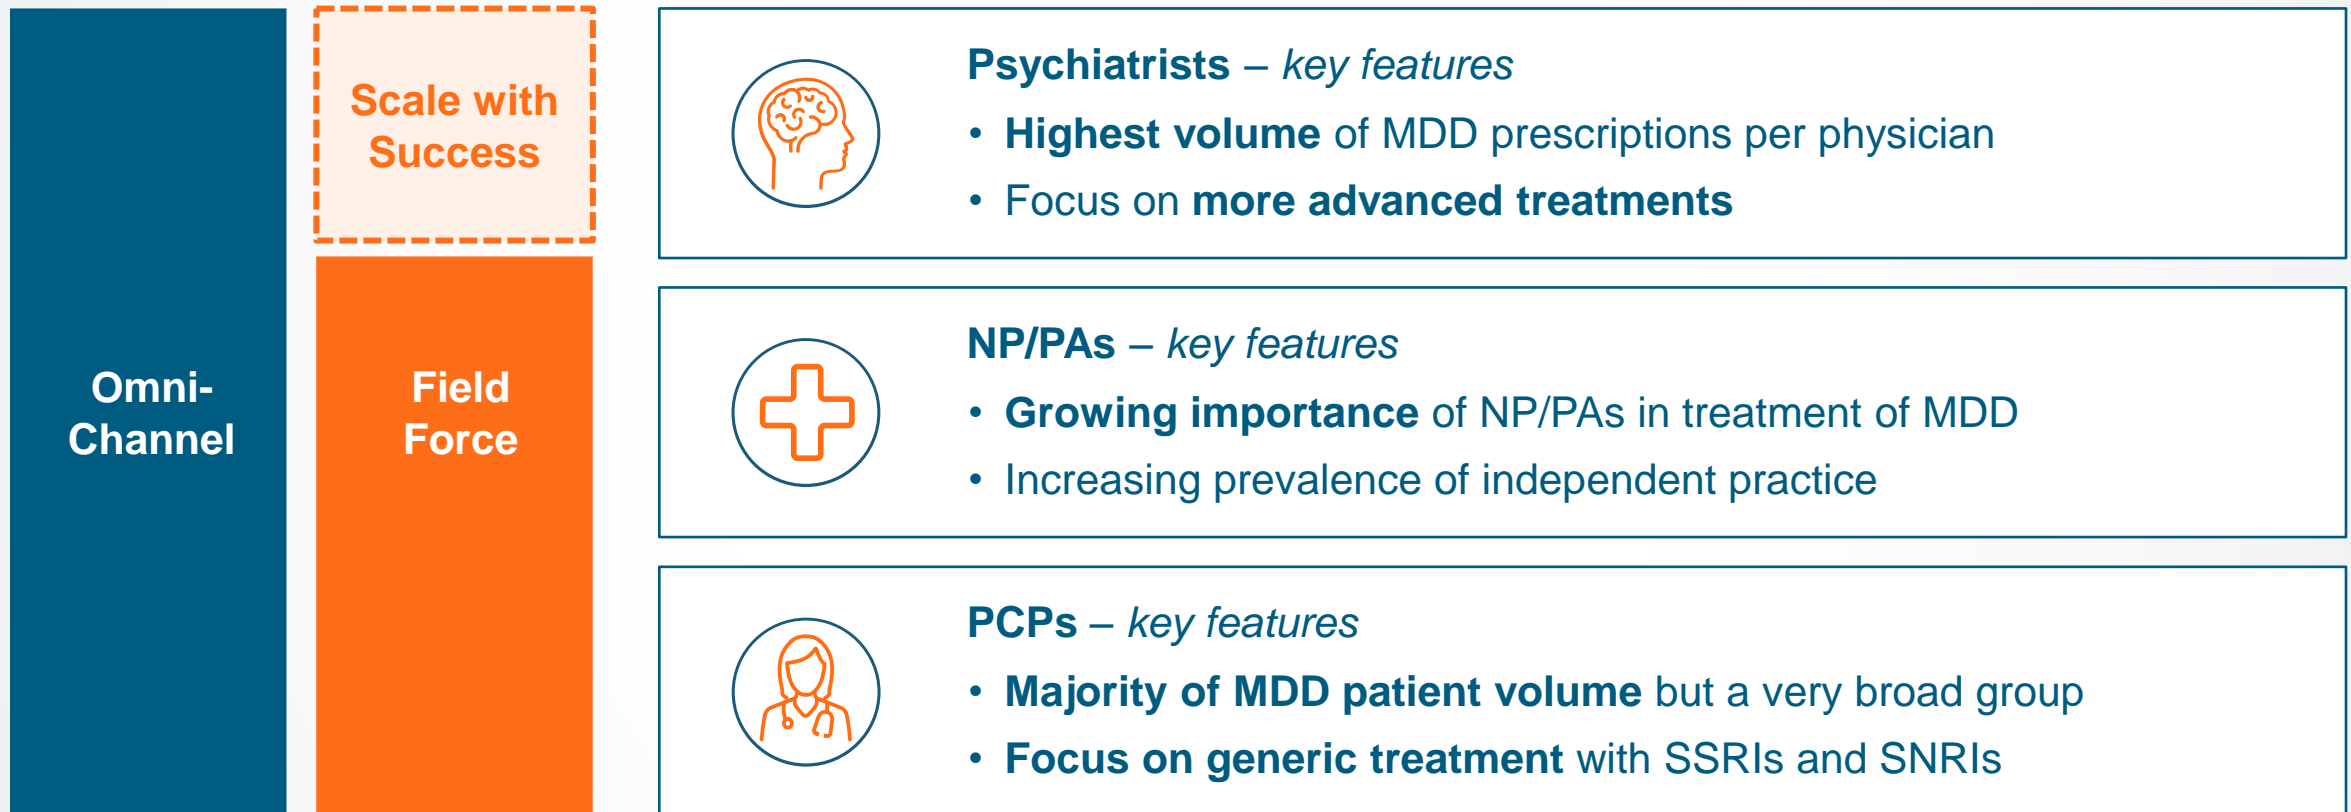 Omni-
Channel
Scale with
Success
Field
Force
Psychiatrists – key features
• Highest volume of MDD prescriptions per physician
• Focus on more advanced treatments
NP/PAs – key features
• Growing importance of NP/PAs in treatment of MDD
• Increasing prevalence of independent practice
PCPs – key features
• Majority of MDD patient volume but a very broad group
• Focus on generic treatment with SSRIs and SNRIs